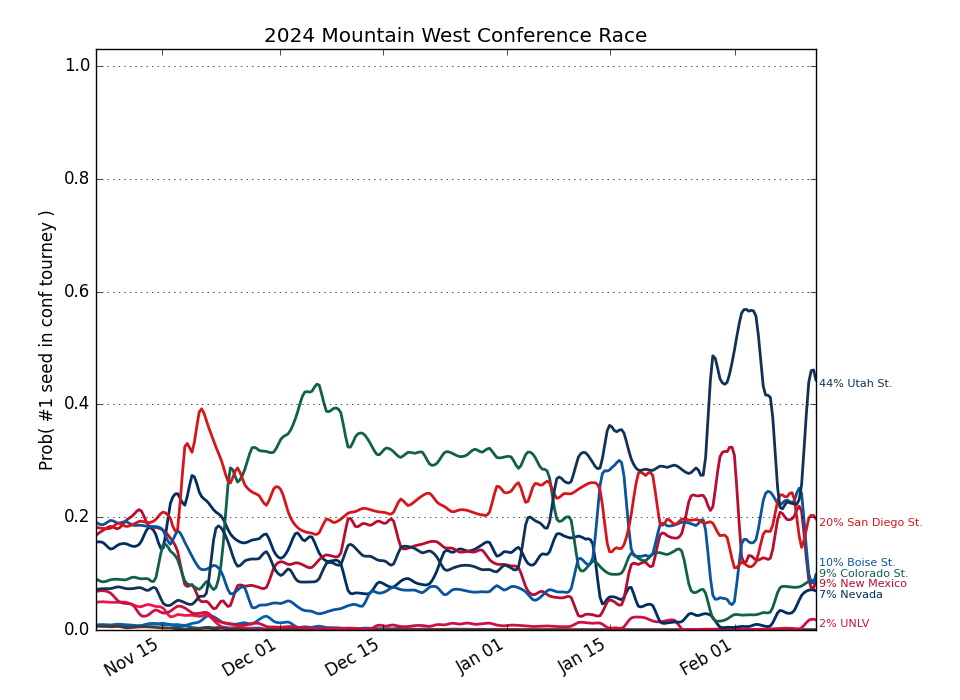 2024 Mountain West Conference Race
Prob( #1 seed in conf tourney )
1.0
0.8
0.6
0.4
0.2
0.0
44% Utah St.
20% San Diego St.
10% Boise St.
9% Colorado St.
9% New Mexico
7% Nevada
2% UNLV
Nov 15
Dec 01
Dec 15
Jan 01
Jan 15
Feb 01